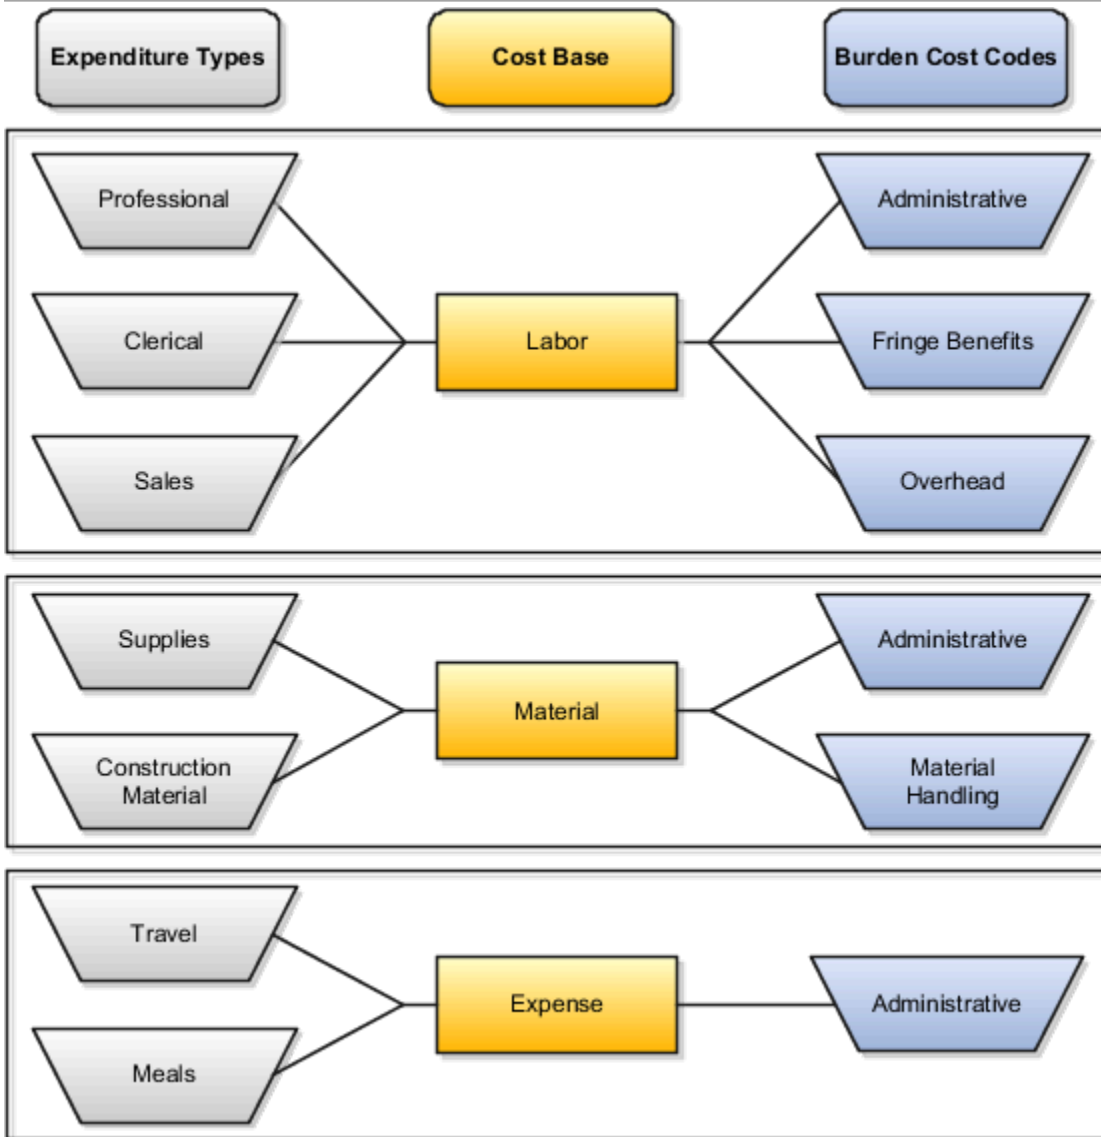 Expenditure Types
Cost Base
Burden Cost Codes
Professional
Administrative
Clerical
Labor
Fringe Benefits
Sales
Overhead
Supplies
Administrative
Material
Construction
Material
Material
Handling
Travel
Expense
Administrative
Meals